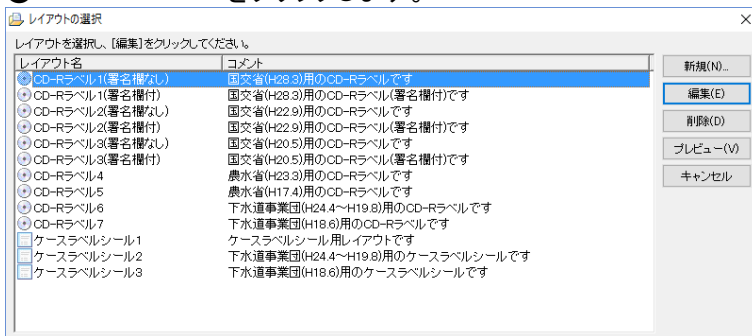 をクリックします。
レイアウトの選択
レイアウトを選択し、[編集]をクリックしてください。
レイアウト名 コメント
CD-Rラベル1(署名欄なし) 国交省(H28.3)用のCD-Rラベルです
CD-Rラベル1(署名欄付) 国交省(H28.3)用のCD-Rラベル(署名欄付)です
CD-Rラベル2(署名欄なし) 国交省(H22.9)用のCD-Rラベルです
CD-Rラベル2(署名欄付) 国交省(H22.9)用のCD-Rラベル(署名欄付)です
CD-Rラベル3(署名欄なし) 国交省(H20.5)用のCD-Rラベルです
CD-Rラベル3(署名欄付) 国交省(H20.5)用のCD-Rラベル(署名欄付)です
CD-Rラベル4 農水省(H23.3)用のCD-Rラベルです
CD-Rラベル5 農水省(H17.4)用のCD-Rラベルです
CD-Rラベル6 下水道事業団(H24.4～H19.8)用のCD-Rラベルです
CD-Rラベル7 下水道事業団(H18.6)用のCD-Rラベルです
ケースラベルシール1 ケースラベルシール用レイアウトです
ケースラベルシール2 下水道事業団(H24.4～H19.8)用のケースラベルシールです
ケースラベルシール3 下水道事業団(H18.6)用のケースラベルシールです
新規(N)...
編集(E)
削除(D)
プレビュー(V)
キャンセル